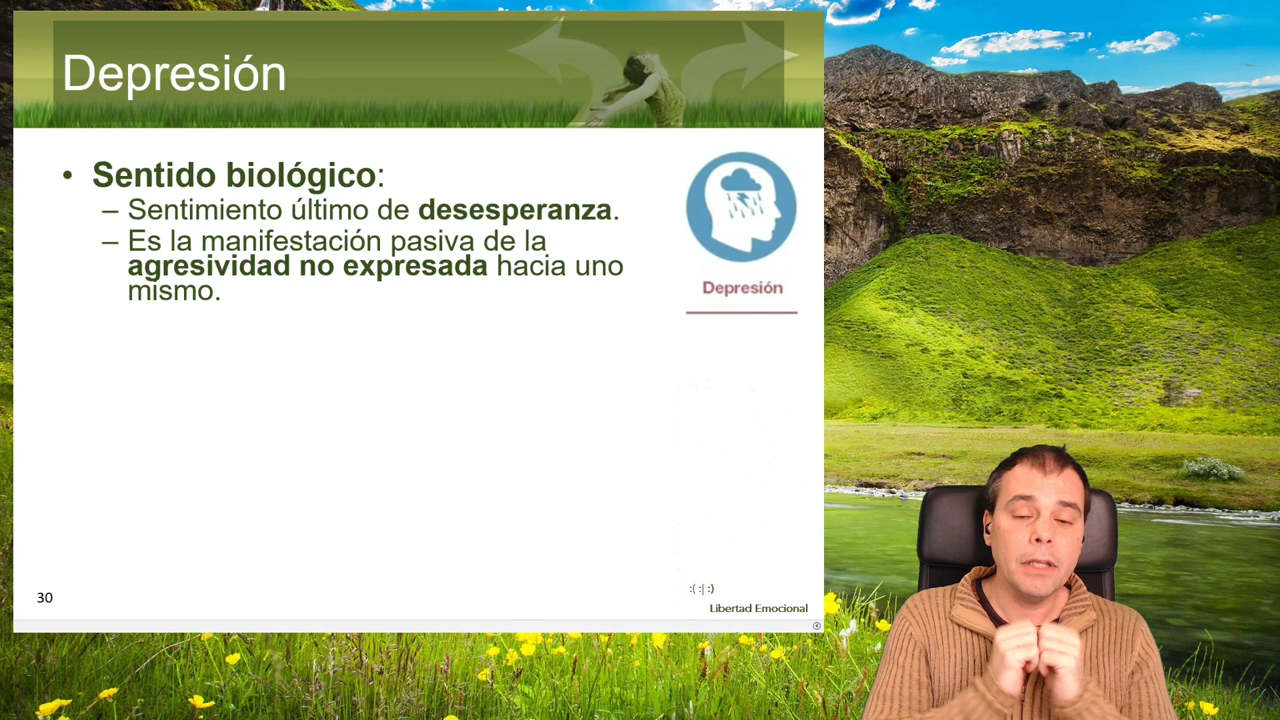 Depresión
• Sentido biológico:
– Sentimiento último de desesperanza.
– Es la manifestación pasiva de la
agresividad no expresada hacia uno
mismo.
Depresión
30
:( :| :)
Libertad Emocional